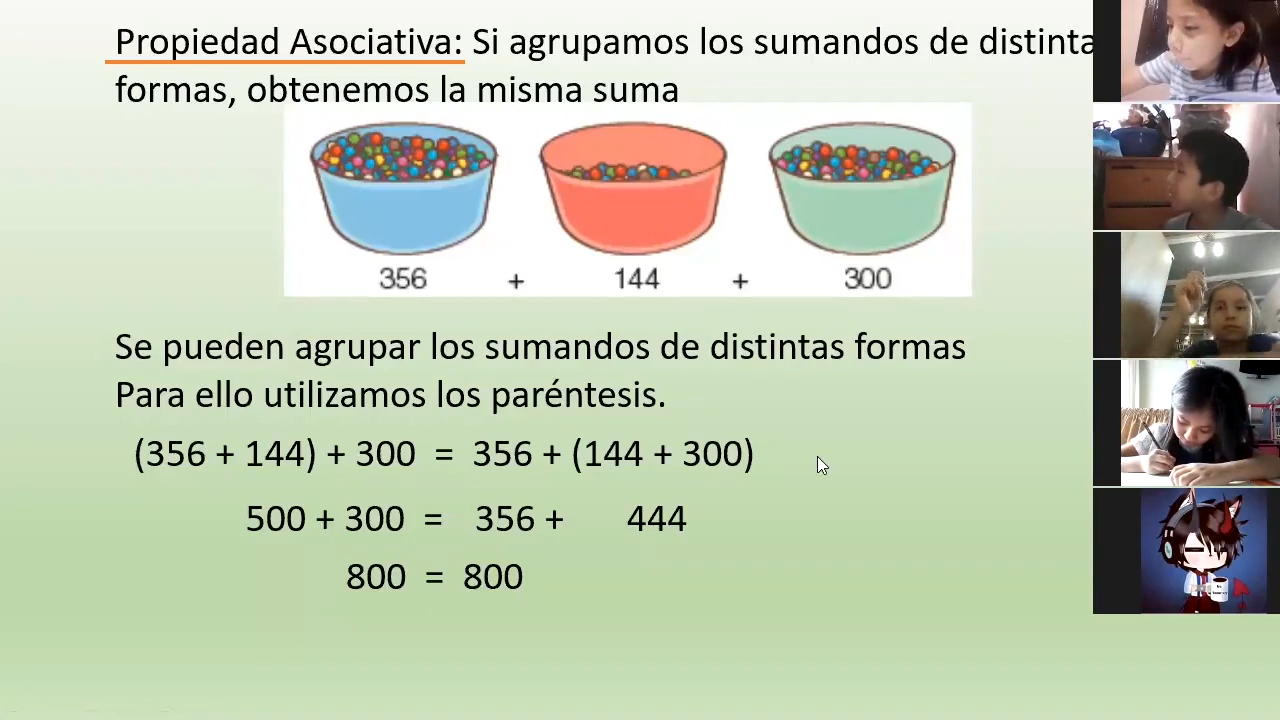 Propiedad Asociativa: Si agrupamos los sumandos de distinta
formas, obtenemos la misma suma
356 + 144 + 300
Se pueden agrupar los sumandos de distintas formas
Para ello utilizamos los paréntesis.
(356 + 144) + 300 = 356 + (144 + 300)
500 + 300 = 356 + 444
800 = 800